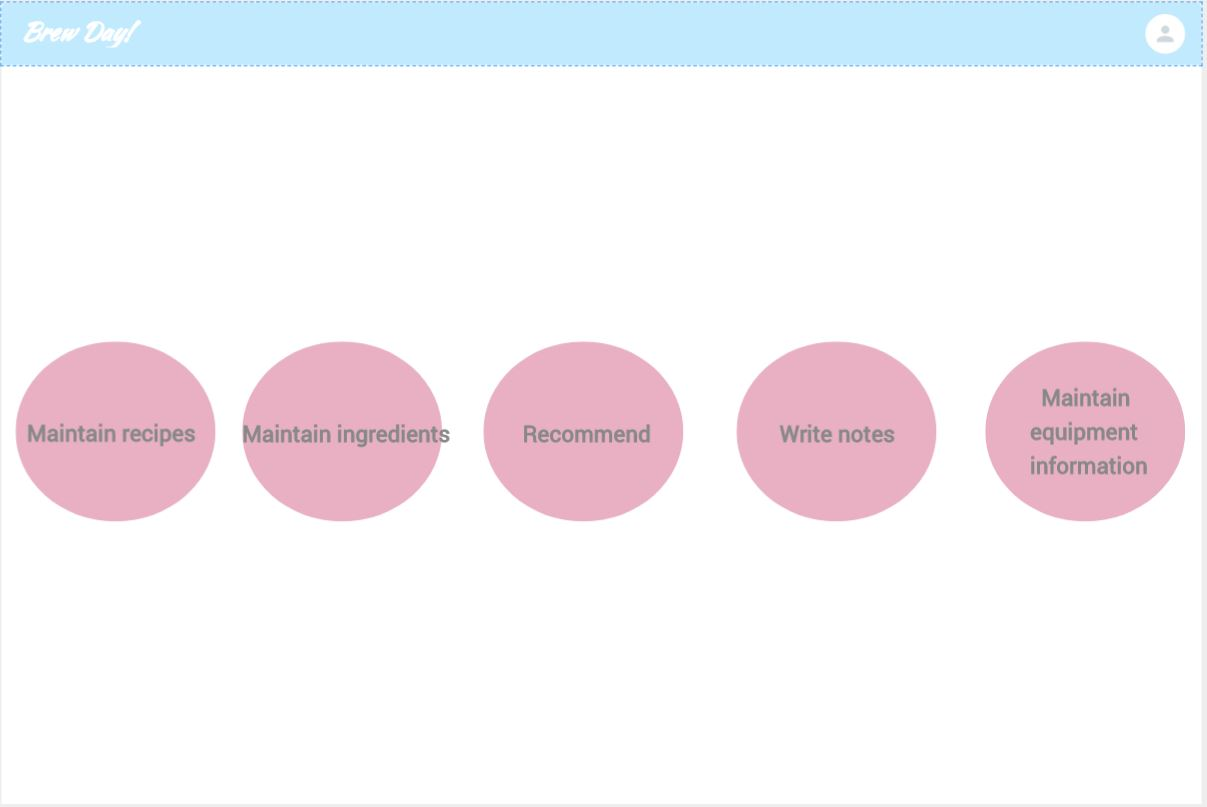 Brew Day!
Maintain recipes
Maintain ingredients
Recommend
Write notes
Maintain
equipment
information